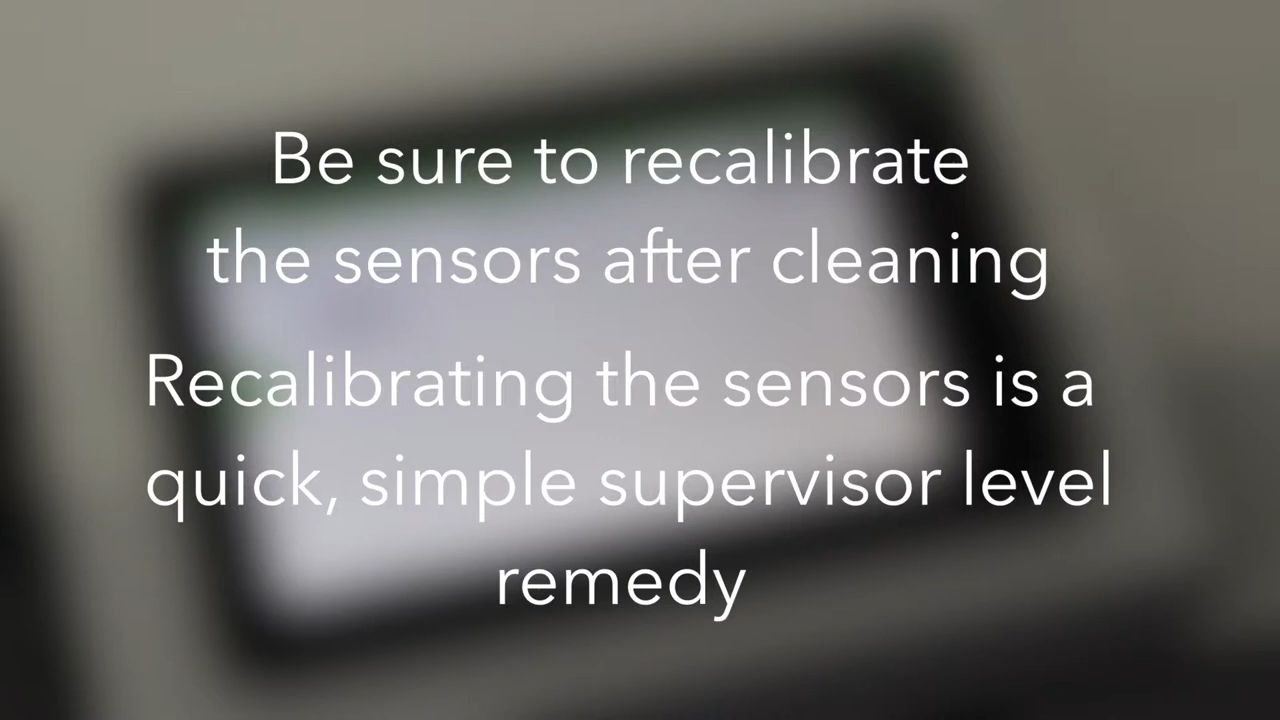 Be sure to recalibrate
the sensors after cleaning
Recalibrating the sensors is a
quick, simple supervisor level
remedy